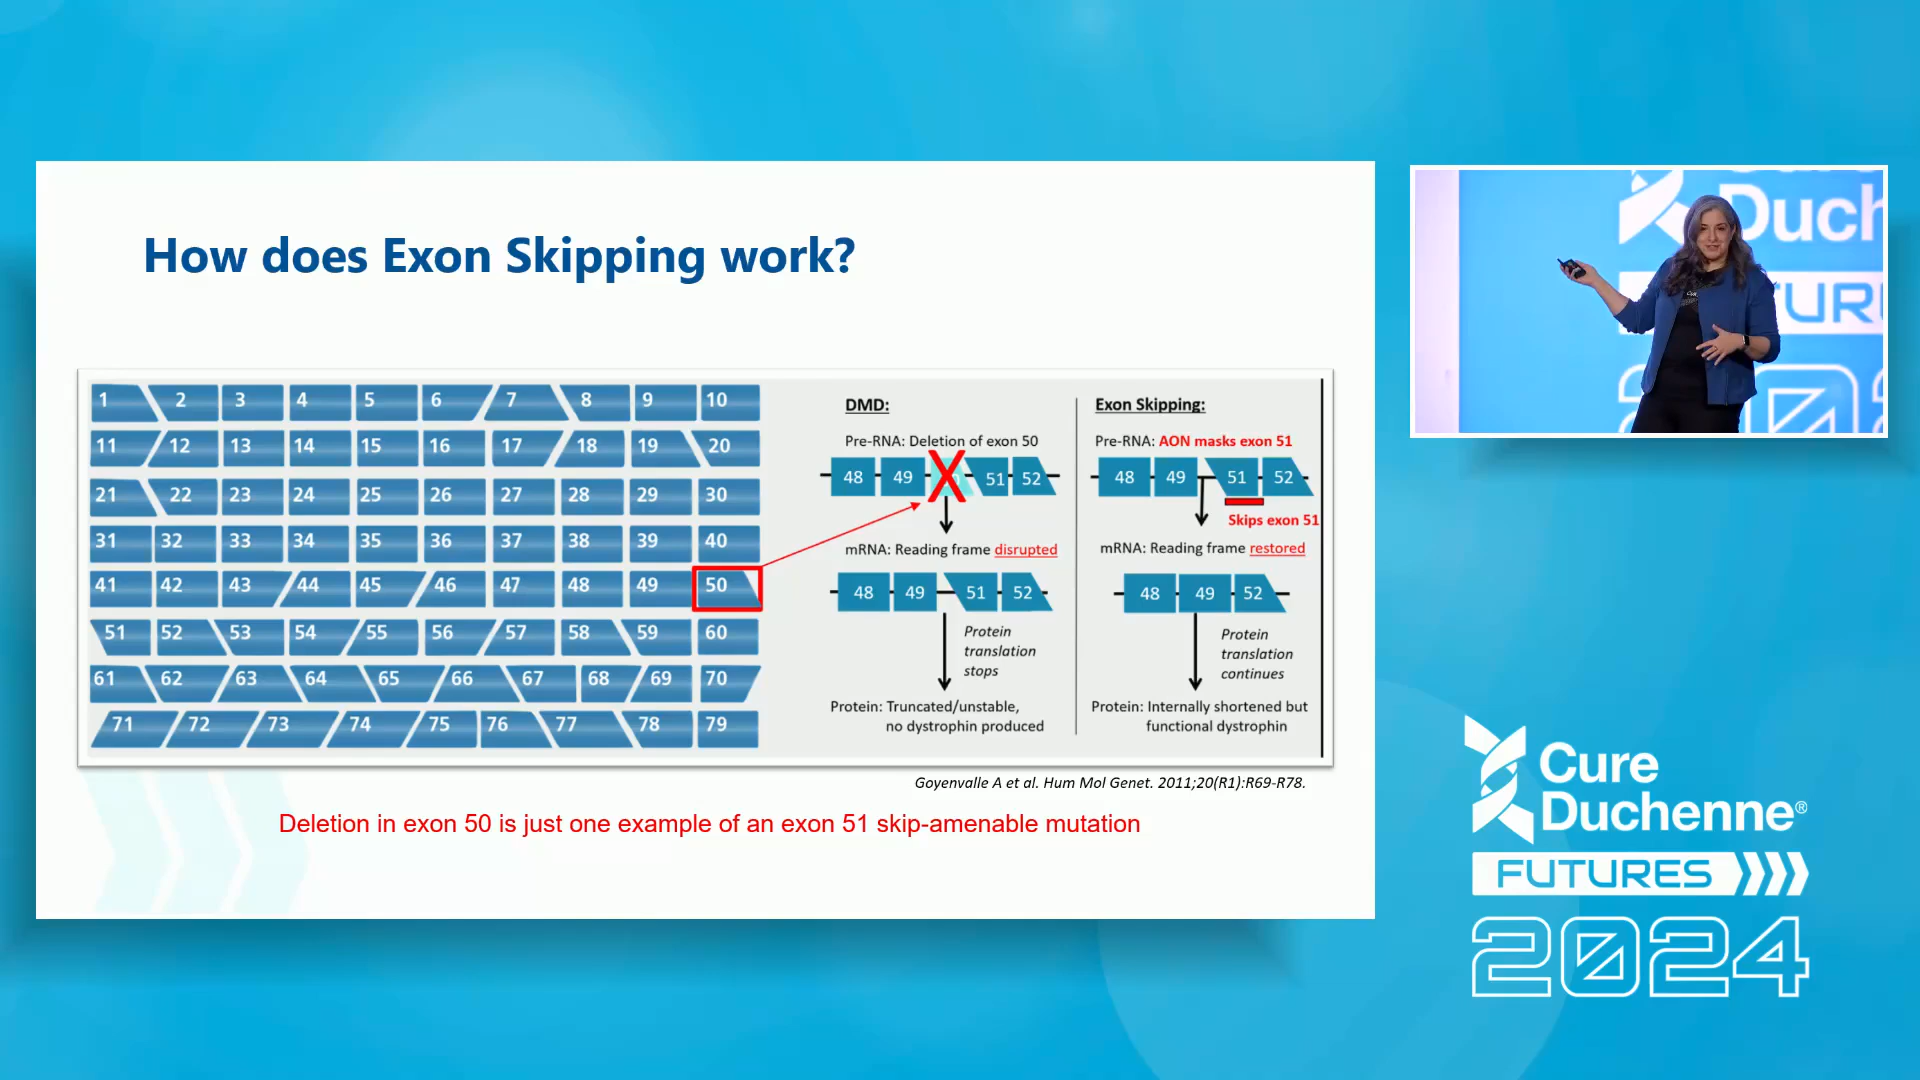 How does Exon Skipping work?
1 2 3 4 5 6 7 8 9 10
11 12 13 14 15 16 17 18 19 20
21 22 23 24 25 26 27 28 29 30
31 32 33 34 35 36 37 38 39 40
41 42 43 44 45 46 47 48 49 50
51 52 53 54 55 56 57 58 59 60
61 62 63 64 65 66 67 68 69 70
71 72 73 74 75 76 77 78 79
DMD:
Pre-RNA: Deletion of exon 50
48 49 51 52
mRNA: Reading frame disrupted
48 49 51 52
Protein
translation
stops
Protein: Truncated/unstable,
no dystrophin produced
Exon Skipping:
Pre-RNA: AON masks exon 51
48 49 51 52
Skips exon 51
mRNA: Reading frame restored
48 49 52
Protein
translation
continues
Protein: Internally shortened but
functional dystrophin
Goyenvalle A et al. Hum Mol Genet. 2011;20(R1):R69-R78.
Deletion in exon 50 is just one example of an exon 51 skip-amenable mutation
Cure
Duchenne®
FUTURES
2024